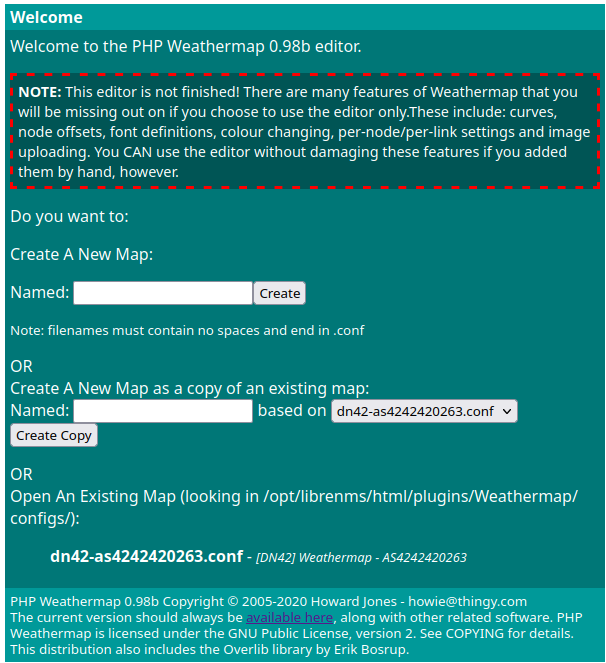 Welcome
Welcome to the PHP Weathermap 0.98b editor.
NOTE: This editor is not finished! There are many features of Weathermap that you
will be missing out on if you choose to use the editor only.These include: curves,
node offsets, font definitions, colour changing, per-node/per-link settings and image
uploading. You CAN use the editor without damaging these features if you added
them by hand, however.
Do you want to:
Create A New Map:
Named: Create
Note: filenames must contain no spaces and end in .conf
OR
Create A New Map as a copy of an existing map:
Named: based on dn42-as4242420263.conf
Create Copy
OR
Open An Existing Map (looking in /opt/librenms/html/plugins/Weathermap/
configs/):
dn42-as4242420263.conf - [DN42] Weathermap - AS4242420263
PHP Weathermap 0.98b Copyright © 2005-2020 Howard Jones - howie@thingy.com
The current version should always be available here, along with other related software. PHP
Weathermap is licensed under the GNU Public License, version 2. See COPYING for details.
This distribution also includes the Overlib library by Erik Bosrup.